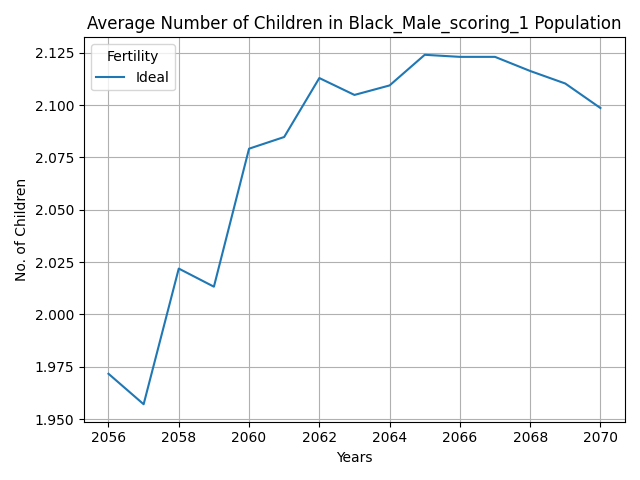 Average Number of Children in Black_Male_scoring_1 Population
Fertility
Ideal
No. of Children
2.125
2.100
2.075
2.050
2.025
2.000
1.975
1.950
2056 2058 2060 2062 2064 2066 2068 2070
Years